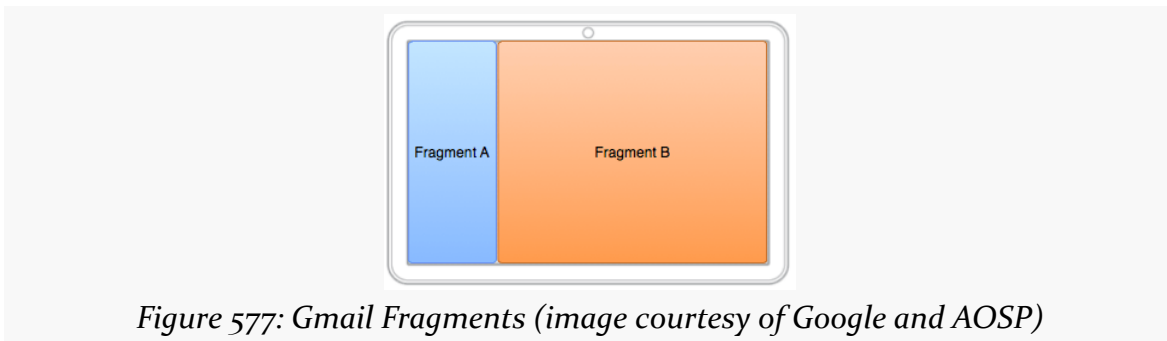 Fragment A Fragment B
Figure 577: Gmail Fragments (image courtesy of Google and AOSP)